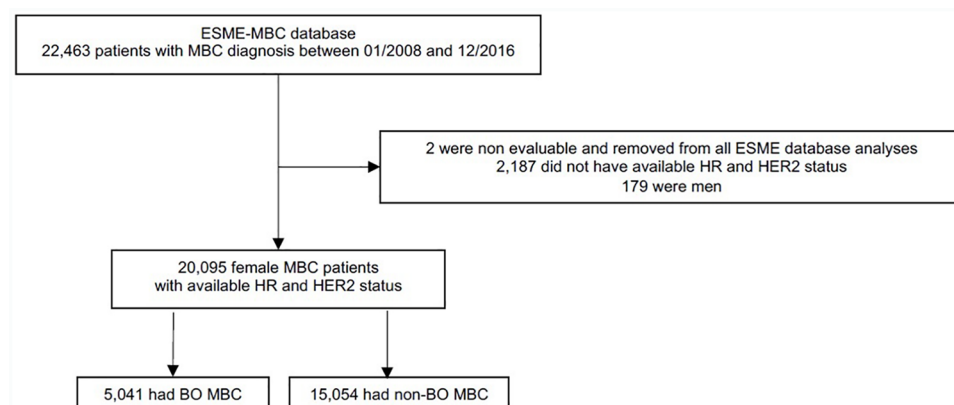 ESME-MBC database
22,463 patients with MBC diagnosis between 01/2008 and 12/2016
2 were non evaluable and removed from all ESME database analyses
2,187 did not have available HR and HER2 status
179 were men
20,095 female MBC patients
with available HR and HER2 status
5,041 had BO MBC
15,054 had non-BO MBC